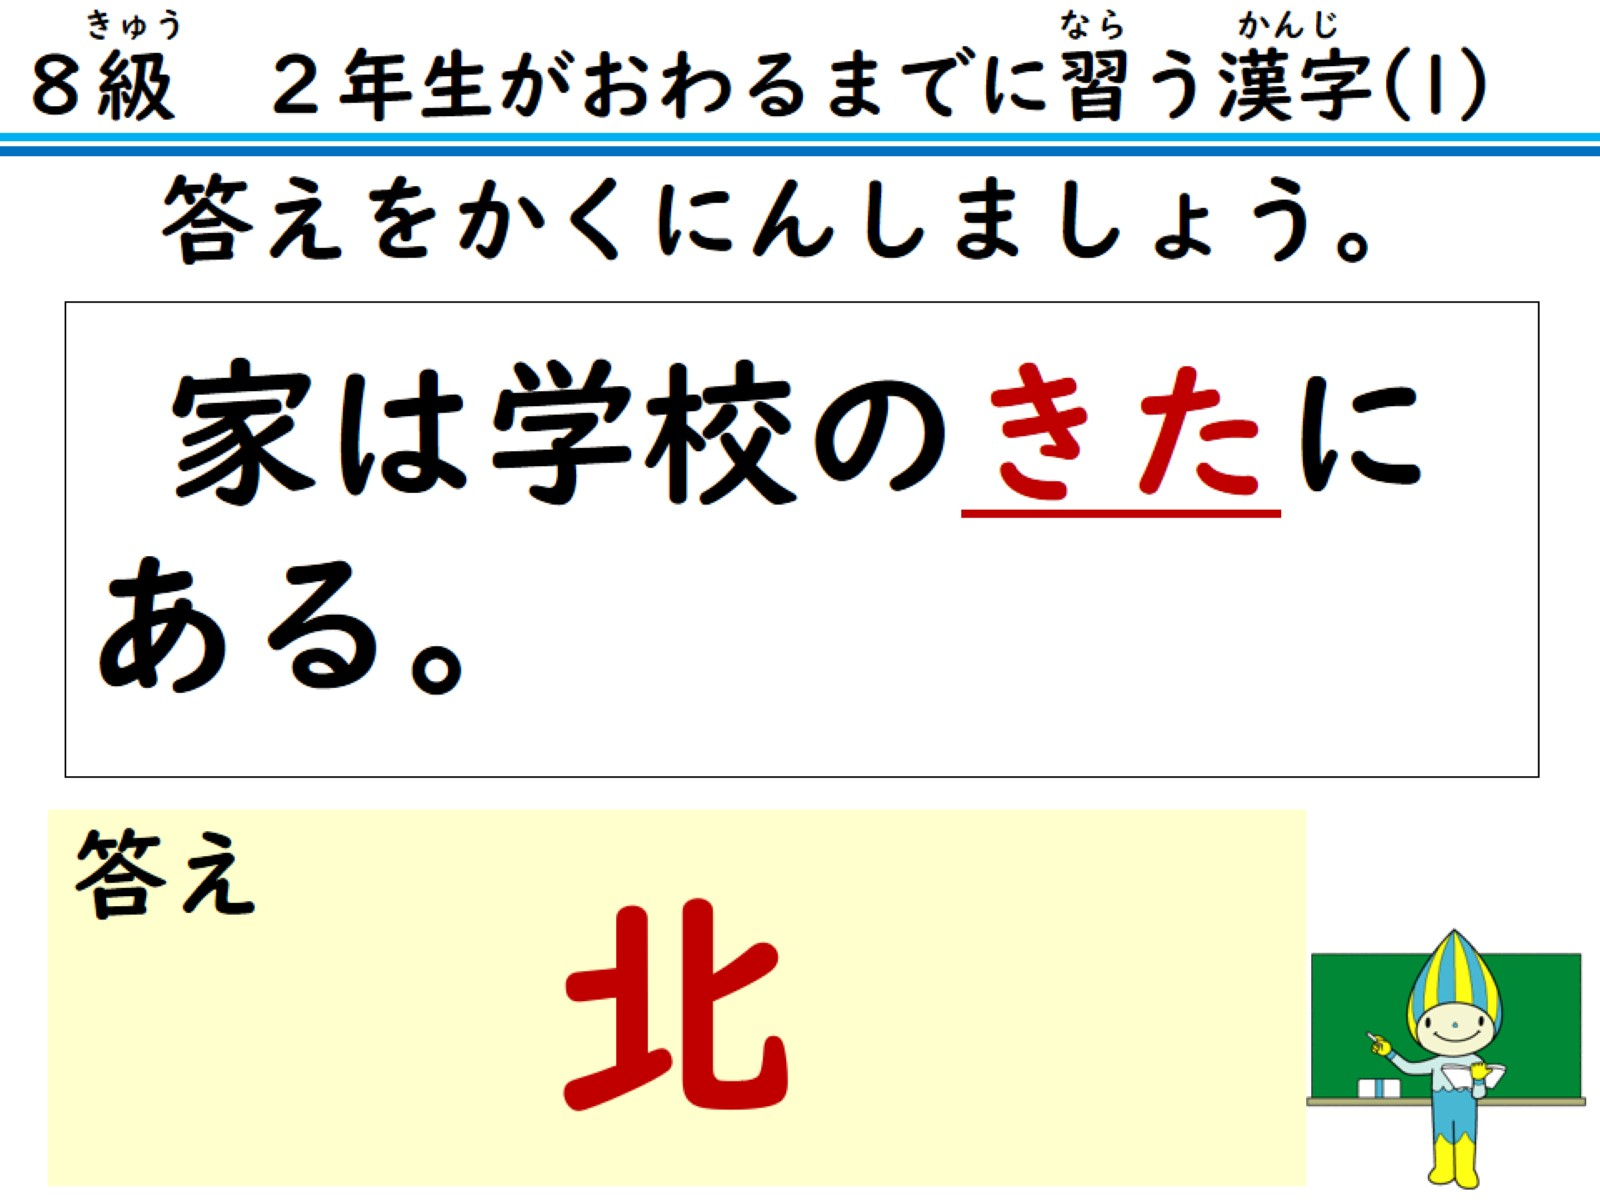 きゅう なら かんじ
８級　２年生がおわるまでに習う漢字(1)
答えをかくにんしましょう。
家は学校のきたに
ある。
答え
北